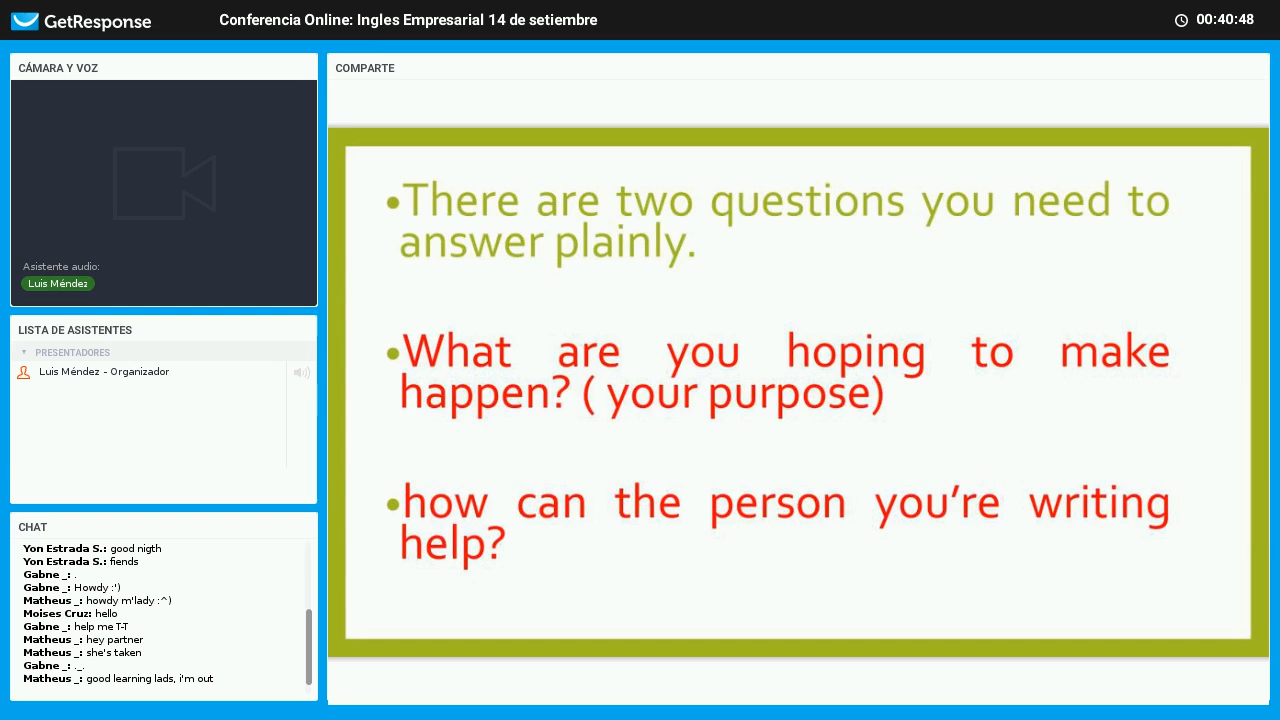 GetResponse
Conferencia Online: Ingles Empresarial 14 de setiembre
00:40:48
CÁMARA Y VOZ
Asistente audio:
Luis Méndez
LISTA DE ASISTENTES
PRESENTADORES
Luis Méndez - Organizador
CHAT
Yon Estrada S.: good nigth
Yon Estrada S.: fiends
Gabne _: .
Gabne _: Howdy :')
Matheus _: howdy m'lady :^)
Moises Cruz: hello
Gabne _: help me T-T
Matheus _: hey partner
Matheus _: she's taken
Gabne _: ._.
Matheus _: good learning lads, i'm out
COMPARTE
•There are two questions you need to
answer plainly.
•What are you hoping to make
happen? ( your purpose)
•how can the person you’re writing
help?